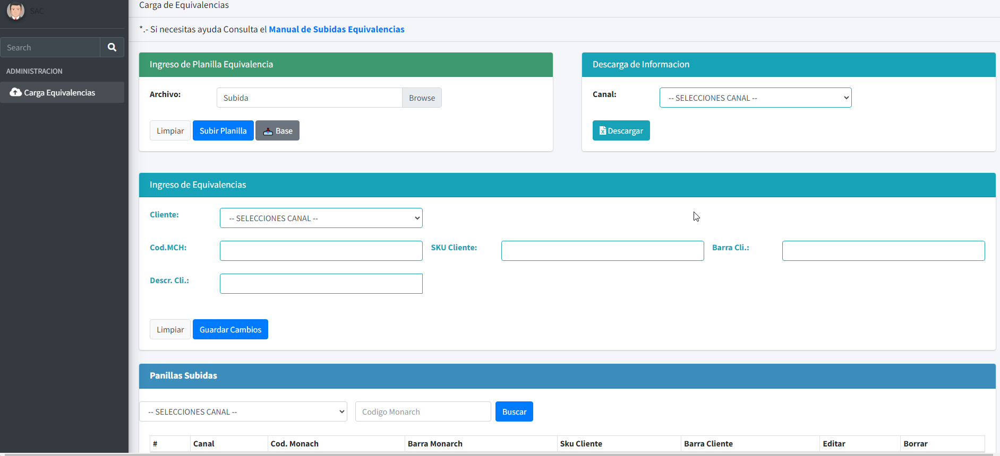 SAC
Search
ADMINISTRACION
Carga Equivalencias
Carga de Equivalencias
*.- Si necesitas ayuda Consulta el Manual de Subidas Equivalencias
Ingreso de Planilla Equivalencia
Archivo:
Subida
Browse
Limpiar
Subir Planilla
Base
Descarga de Informacion
Canal:
-- SELECCIONES CANAL --
Descargar
Ingreso de Equivalencias
Cliente:
-- SELECCIONES CANAL --
Cod.MCH:
SKU Cliente:
Barra Cli.:
Descr. Cli.:
Limpiar
Guardar Cambios
Panillas Subidas
-- SELECCIONES CANAL --
Codigo Monarch
Buscar
# Canal Cod. Monach Barra Monarch Sku Cliente Barra Cliente Editar Borrar